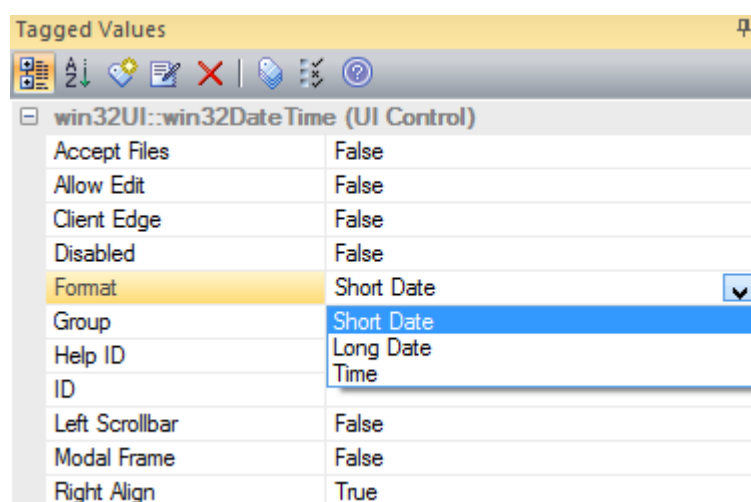 Tagged Values
win32UI::win32DateTime (UI Control)
Accept Files False
Allow Edit False
Client Edge False
Disabled False
Format Short Date
Group Short Date
Help ID Long Date
Time
ID
Left Scrollbar False
Modal Frame False
Right Align True